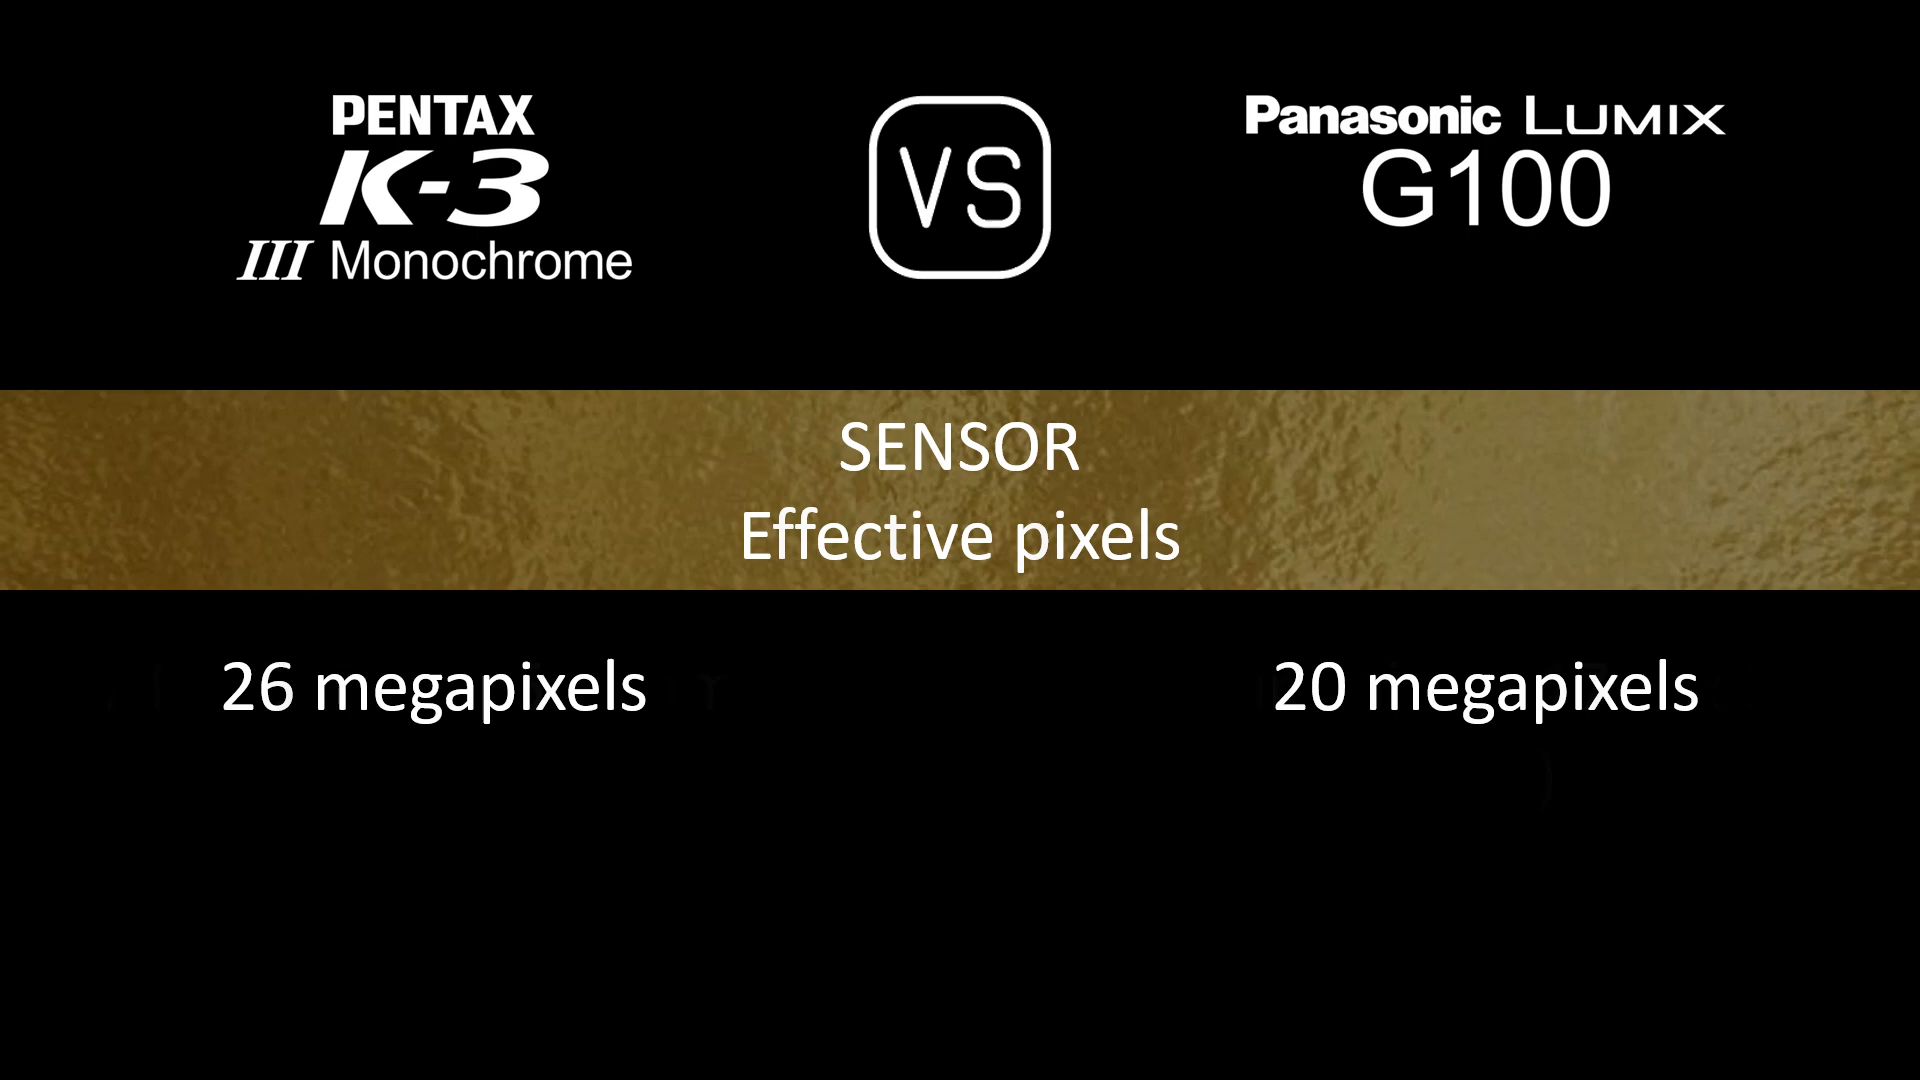 PENTAX
K-3
III Monochrome
VS
Panasonic LUMIX
G100
SENSOR
Effective pixels
26 megapixels
20 megapixels